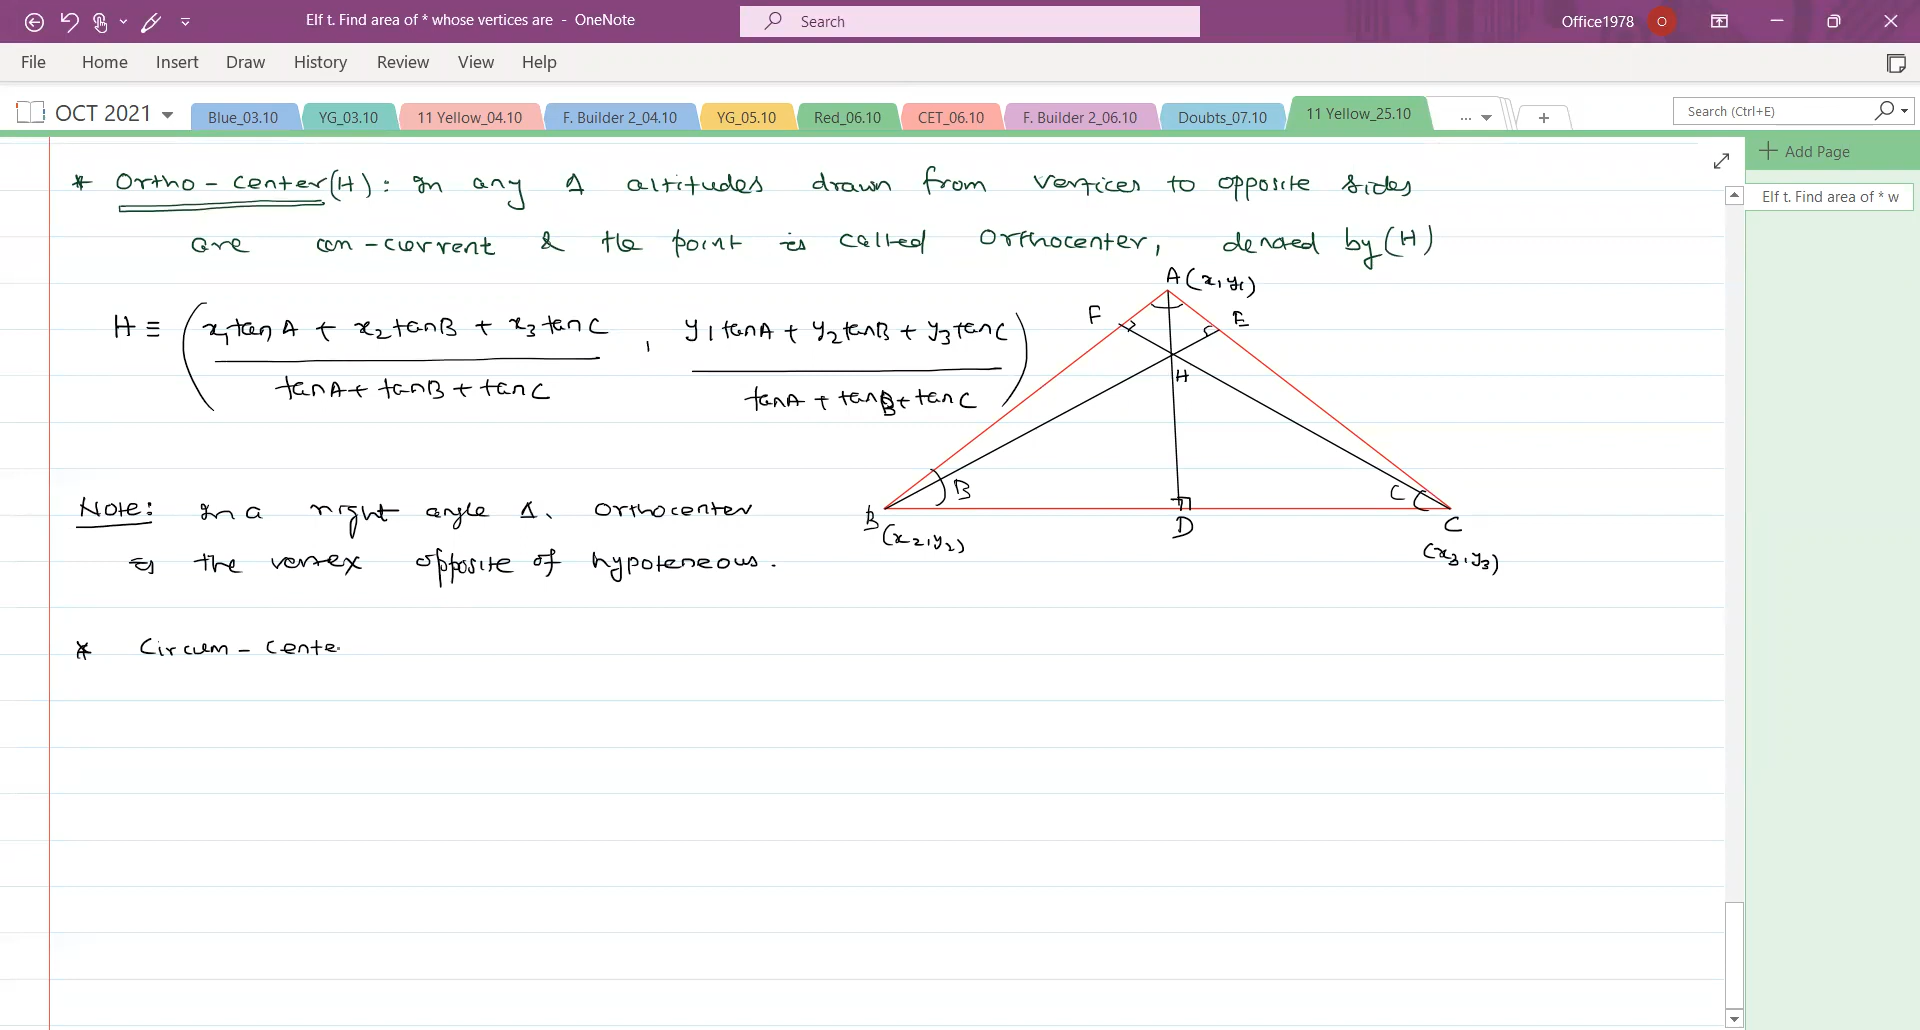 Elf t. Find area of * whose vertices are - OneNote
Search
Office1978
O
File Home Insert Draw History Review View Help
OCT 2021
Blue_03.10 YG_03.10 11 Yellow_04.10 F. Builder 2_04.10 YG_05.10 Red_06.10 CET_06.10 F. Builder 2_06.10 Doubts_07.10 11 Yellow_25.10 ... +
Search (Ctrl+E)
+ Add Page
Elf t. Find area of * w
* Ortho-center(H): In any Δ altitudes drawn from vertices to opposite sides
are con-current & the point is called Orthocenter, denoted by (H)
H ≡ ( x₁tanA + x₂tanB + x₃tanC / tanA + tanB + tanC , y₁tanA + y₂tanB + y₃tanC / tanA + tanB + tanC )
A(x₁y₁)
F
E
H
B
C
B
(x₂,y₂)
D
C
(x₃,y₃)
Note: In a right angle Δ, orthocenter
is the vertex opposite of hypoteneous.
* Circum-cente